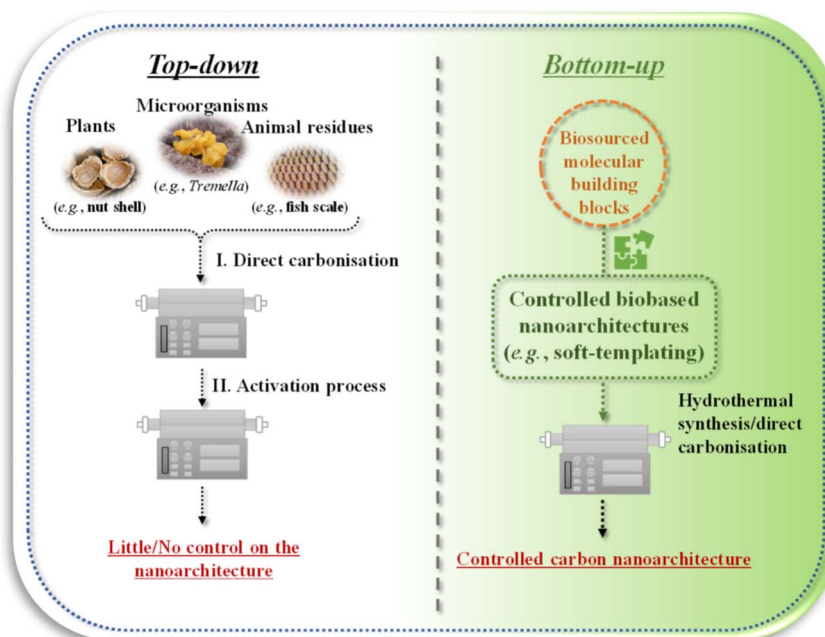 Top-down
Microorganisms
Plants
Animal residues
(e.g., Tremella)
(e.g., nut shell)
(e.g., fish scale)
I. Direct carbonisation
II. Activation process
Little/No control on the
nanoarchitecture
Bottom-up
Biosourced
molecular
building
blocks
Controlled biobased
nanoarchitectures
(e.g., soft-templating)
Hydrothermal
synthesis/direct
carbonisation
Controlled carbon nanoarchitecture